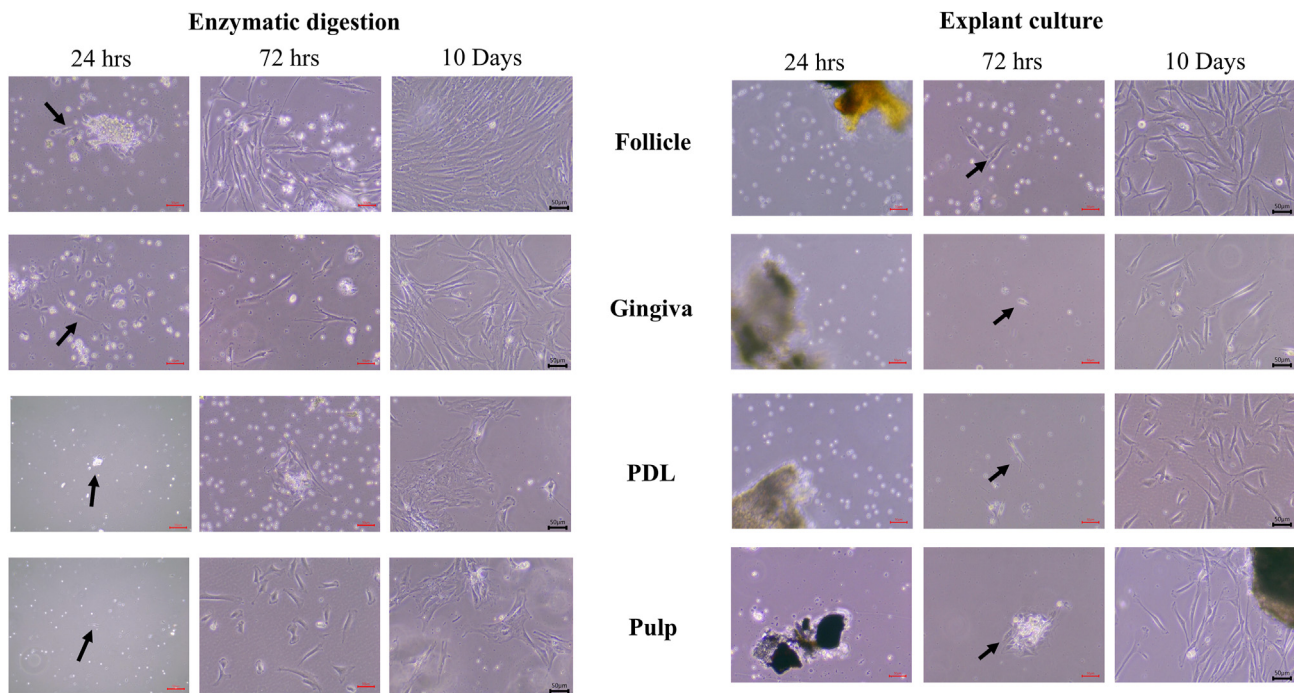 Enzymatic digestion
24 hrs 72 hrs 10 Days
Explant culture
24 hrs 72 hrs 10 Days
Follicle
50µm
50µm
Gingiva
50µm
50µm
PDL
50µm
50µm
Pulp
50µm
50µm